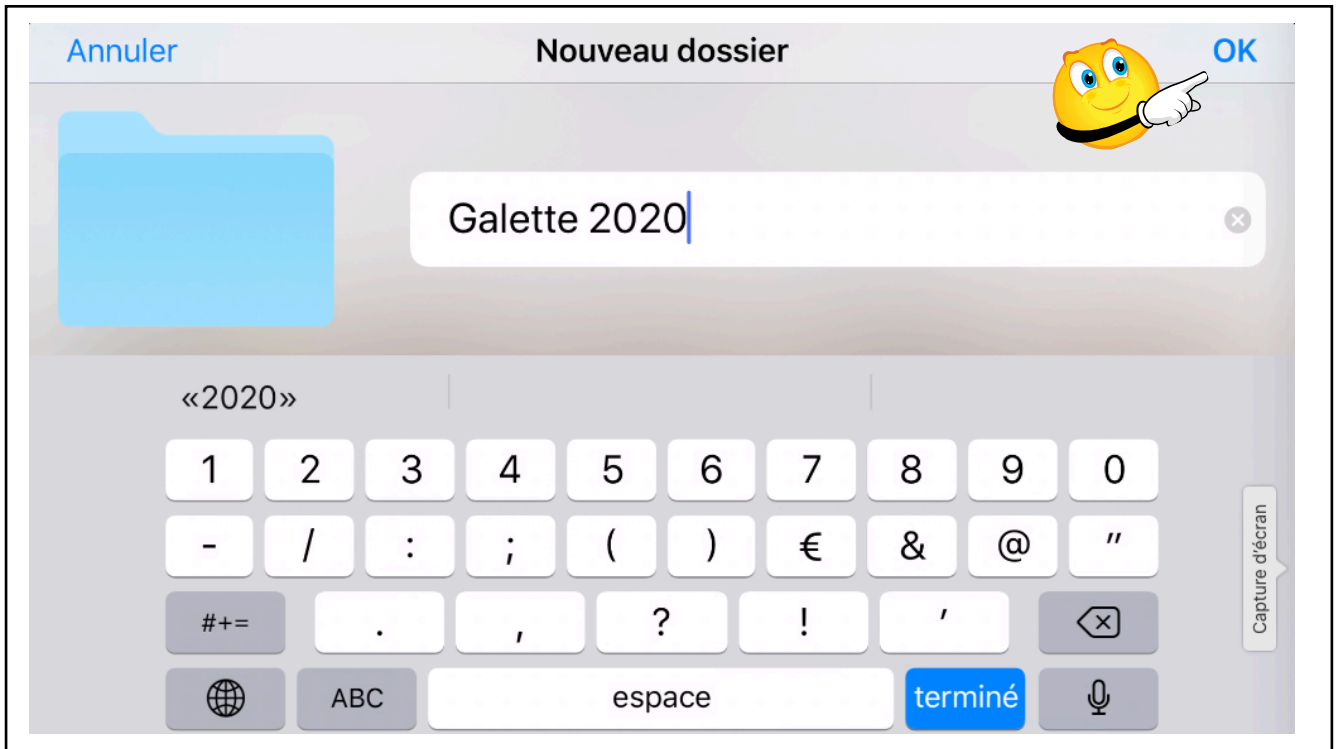 Annuler Nouveau dossier OK
Galette 2020
«2020»
1 2 3 4 5 6 7 8 9 0
- / : ; ( ) € & @ "
#+= . , ? ! '
ABC espace terminé
Capture d'écran